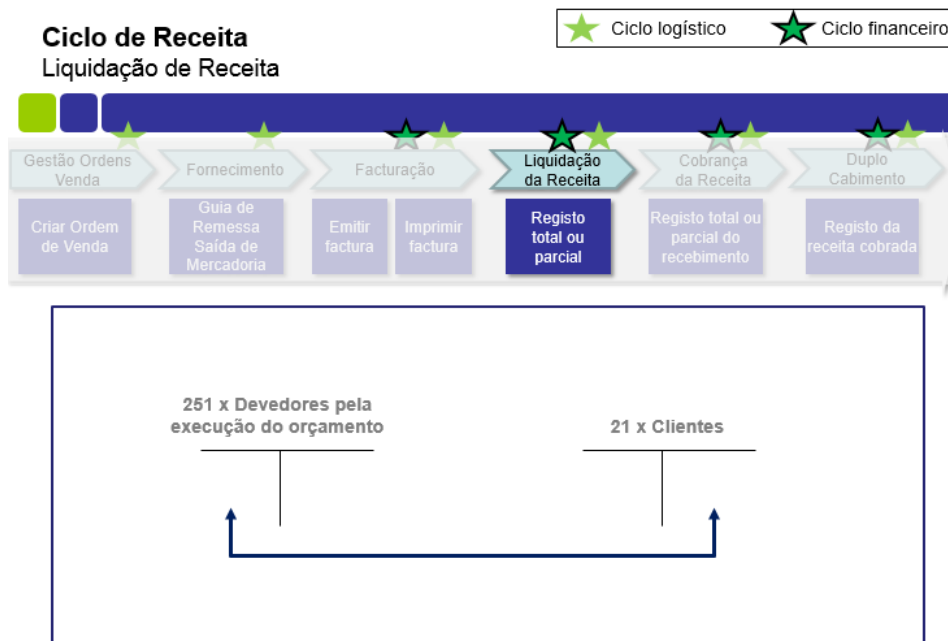 Ciclo de Receita
Liquidação de Receita
Ciclo logístico
Ciclo financeiro
Gestão Ordens
Venda
Fornecimento
Facturação
Liquidação
da Receita
Cobrança
da Receita
Duplo
Cabimento
Criar Ordem
de Venda
Guia de
Remessa
Saída de
Mercadoria
Emitir
factura
Imprimir
factura
Registo
total ou
parcial
Registo total ou
parcial do
recebimento
Registo da
receita cobrada
251 x Devedores pela
execução do orçamento
21 x Clientes